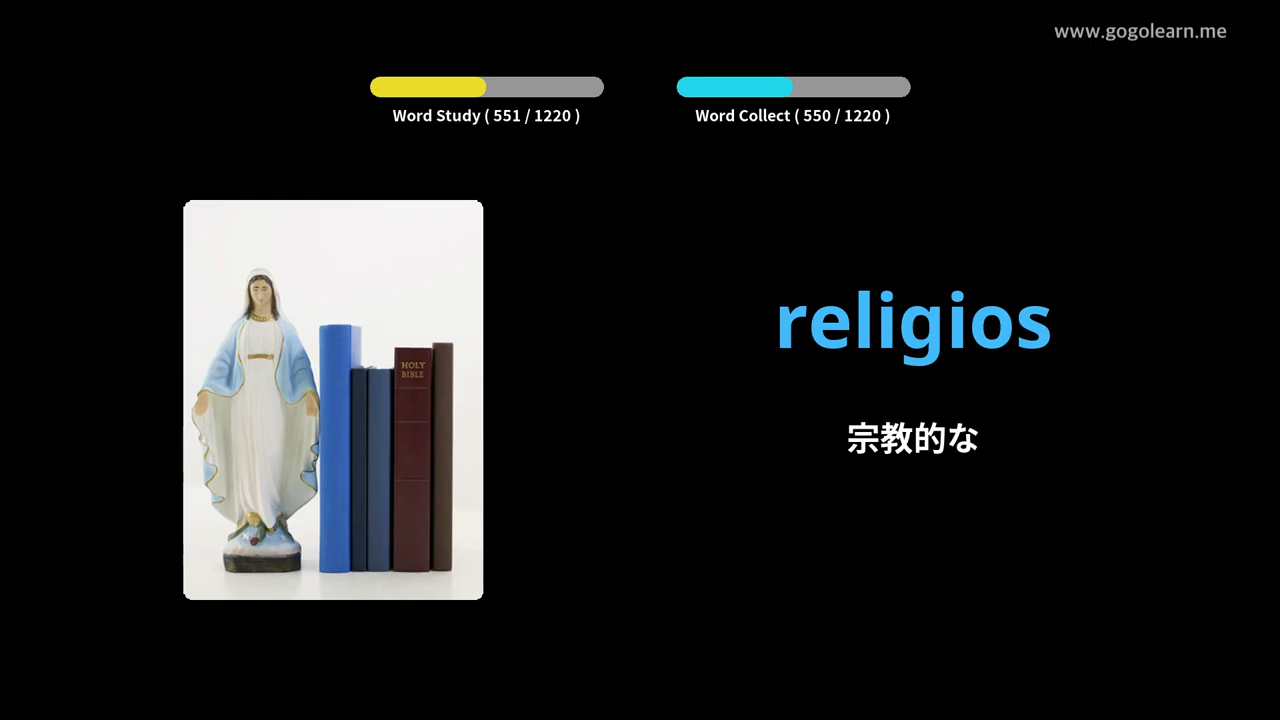 www.gogolearn.me
Word Study ( 551 / 1220 )
Word Collect ( 550 / 1220 )
HOLY
BIBLE
religios
宗教的な